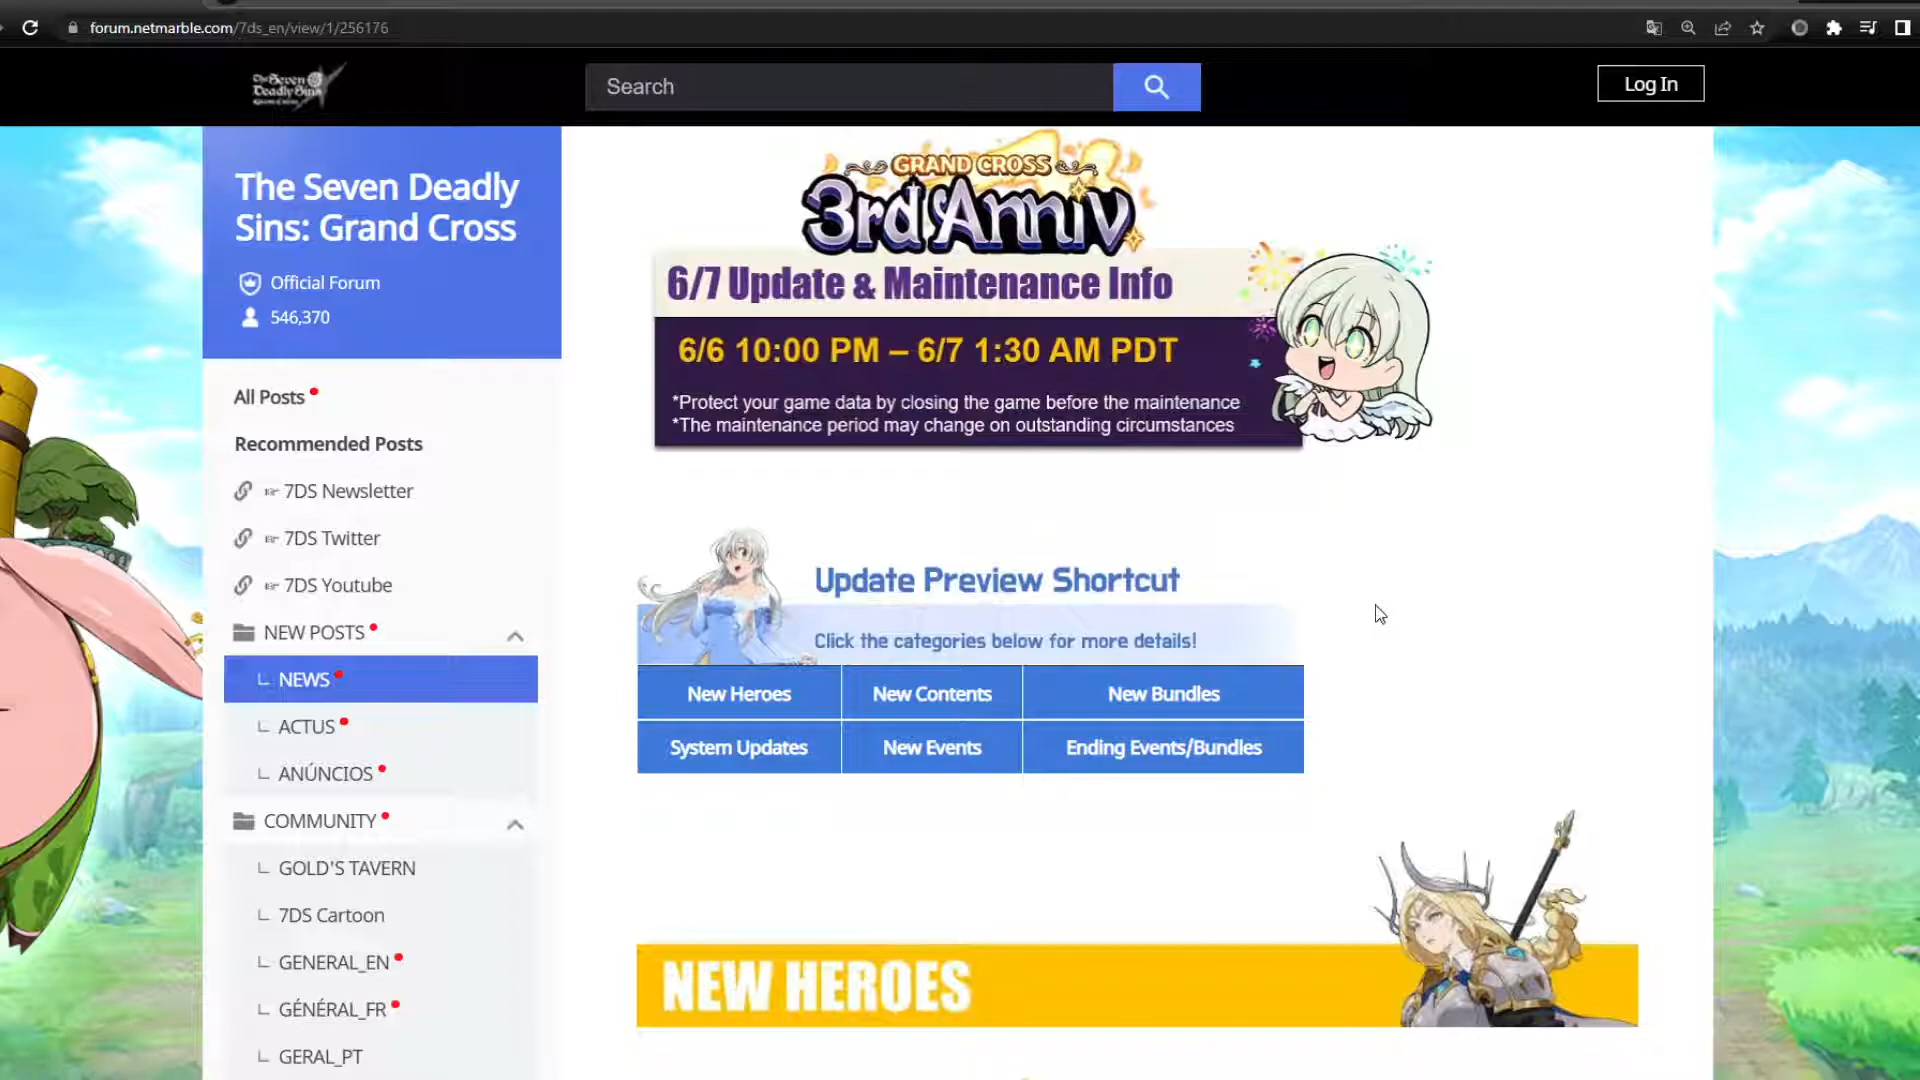 forum.netmarble.com/7ds_en/view/1/256176
The Seven
Deadly Sins
Search
Log In
The Seven Deadly
Sins: Grand Cross
Official Forum
546,370
All Posts
Recommended Posts
☞ 7DS Newsletter
☞ 7DS Twitter
☞ 7DS Youtube
NEW POSTS
NEWS
ACTUS
ANÚNCIOS
COMMUNITY
GOLD'S TAVERN
7DS Cartoon
GENERAL_EN
GÉNÉRAL_FR
GERAL_PT
GRAND CROSS
3rd Anniv
6/7 Update & Maintenance Info
6/6 10:00 PM – 6/7 1:30 AM PDT
*Protect your game data by closing the game before the maintenance
*The maintenance period may change on outstanding circumstances
Update Preview Shortcut
Click the categories below for more details!
New Heroes
New Contents
New Bundles
System Updates
New Events
Ending Events/Bundles
NEW HEROES